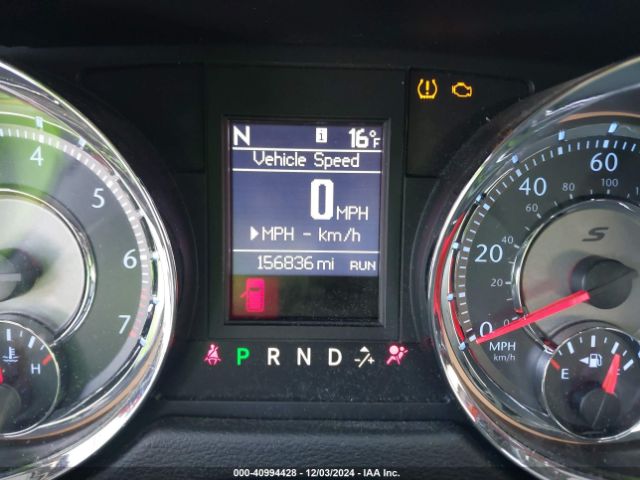 N i 16°F
Vehicle Speed
0 MPH
MPH - km/h
156836 mi RUN
P R N D -/+
4
5
6
7
H
0
20
40
60
0
20
40
60
80
100
S
MPH
km/h
E
000-40994428 - 12/03/2024 - IAA Inc.